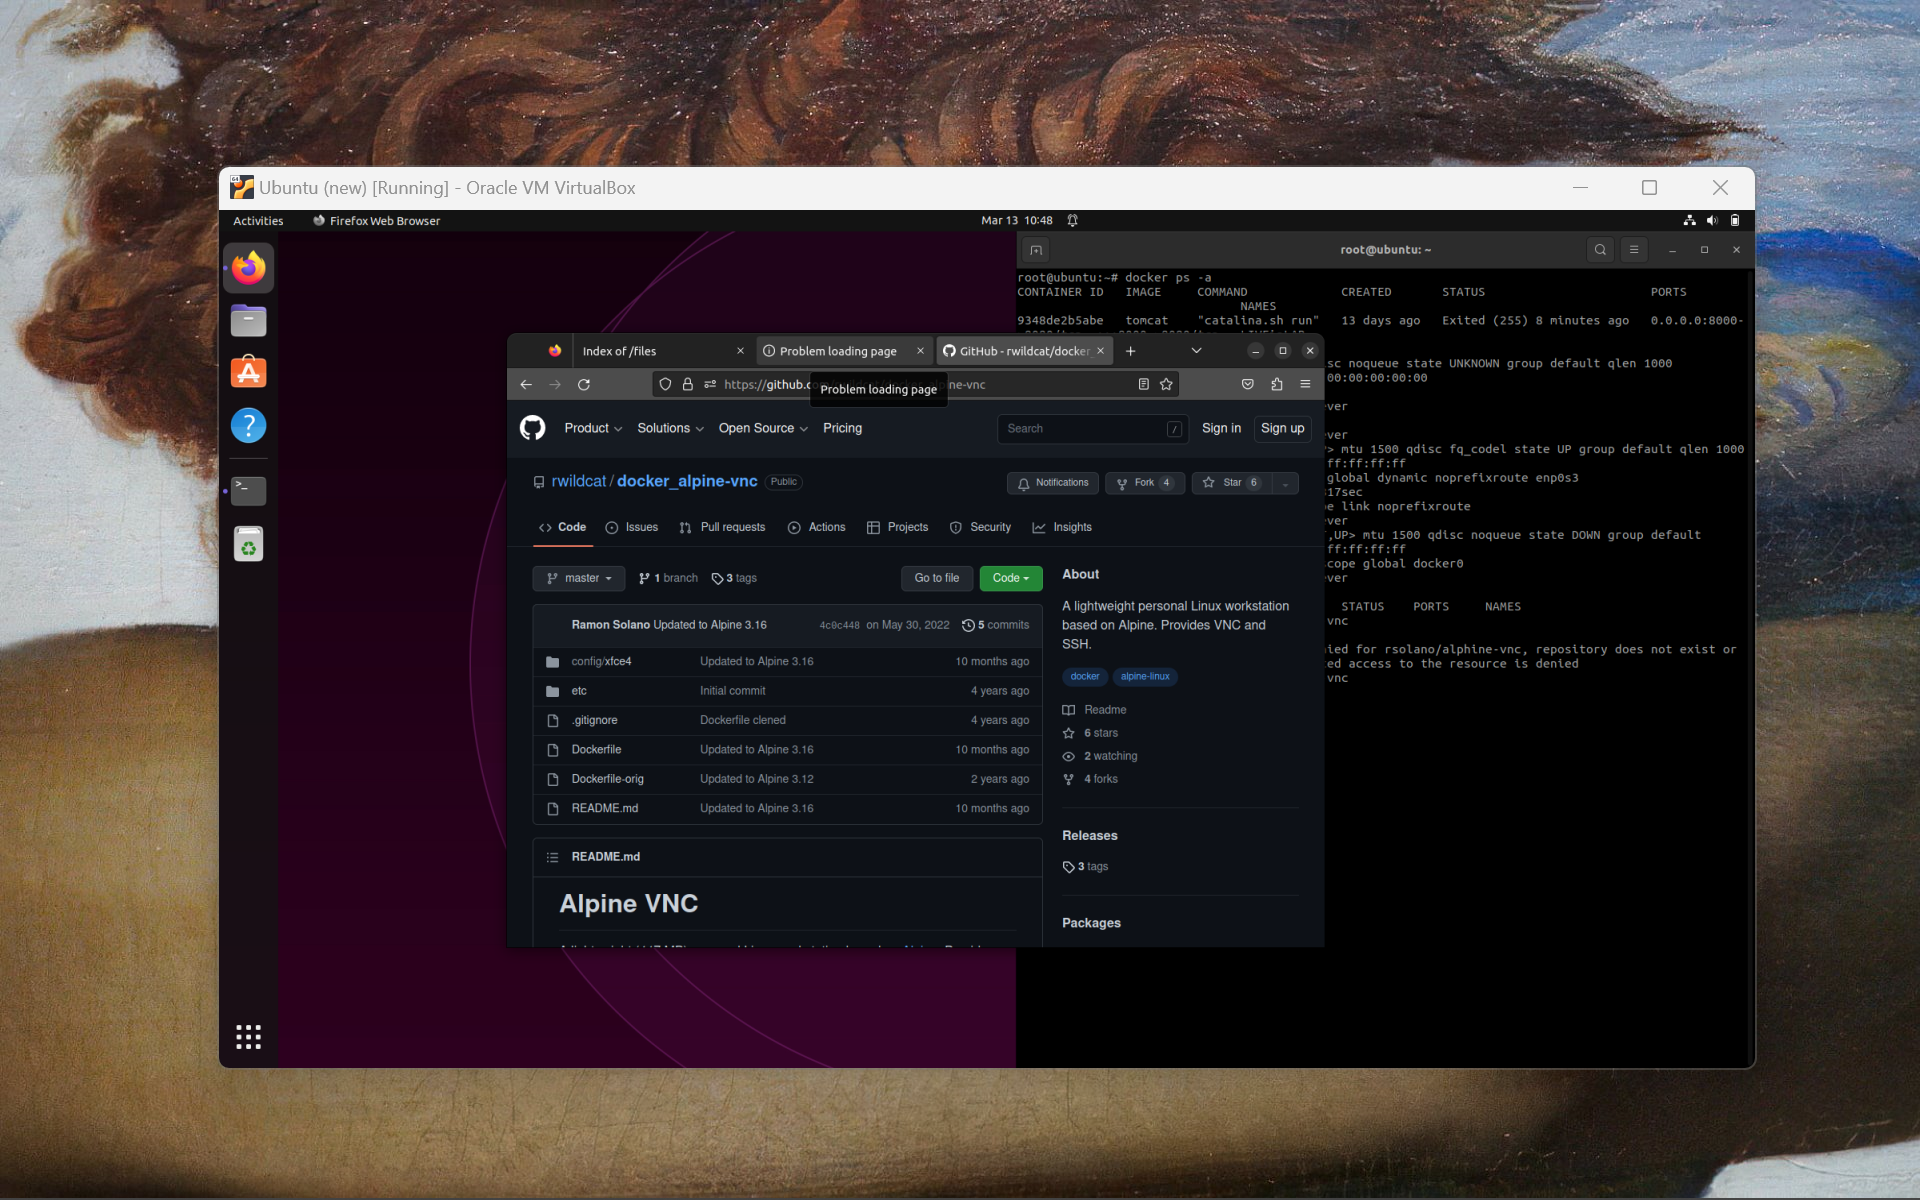 Ubuntu (new) [Running] - Oracle VM VirtualBox
Activities
Firefox Web Browser
Mar 13 10:48
root@ubuntu: ~
root@ubuntu:~# docker ps -a
CONTAINER ID IMAGE COMMAND CREATED STATUS PORTS
NAMES
9348de2b5abe tomcat "catalina.sh run" 13 days ago Exited (255) 8 minutes ago 0.0.0.0:8000-
sc noqueue state UNKNOWN group default qlen 1000
00:00:00:00:00
ver
ver
> mtu 1500 qdisc fq_codel state UP group default qlen 1000
ff:ff:ff:ff
global dynamic noprefixroute enp0s3
317sec
e link noprefixroute
ver
,UP> mtu 1500 qdisc noqueue state DOWN group default
ff:ff:ff:ff
scope global docker0
ver
STATUS PORTS NAMES
vnc
ied for rsolano/alphine-vnc, repository does not exist or
ed access to the resource is denied
vnc
Index of /files
Problem loading page
GitHub - rwildcat/docker_
https://github.c
ne-vnc
Problem loading page
Product
Solutions
Open Source
Pricing
Search /
Sign in
Sign up
rwildcat / docker_alpine-vnc Public
Notifications
Fork 4
Star 6
Code
Issues
Pull requests
Actions
Projects
Security
Insights
master
1 branch
3 tags
Go to file
Code
Ramon Solano Updated to Alpine 3.16 4c0c448 on May 30, 2022 5 commits
config/xfce4 Updated to Alpine 3.16 10 months ago
etc Initial commit 4 years ago
.gitignore Dockerfile clened 4 years ago
Dockerfile Updated to Alpine 3.16 10 months ago
Dockerfile-orig Updated to Alpine 3.12 2 years ago
README.md Updated to Alpine 3.16 10 months ago
README.md
Alpine VNC
About
A lightweight personal Linux workstation
based on Alpine. Provides VNC and
SSH.
docker alpine-linux
Readme
6 stars
2 watching
4 forks
Releases
3 tags
Packages